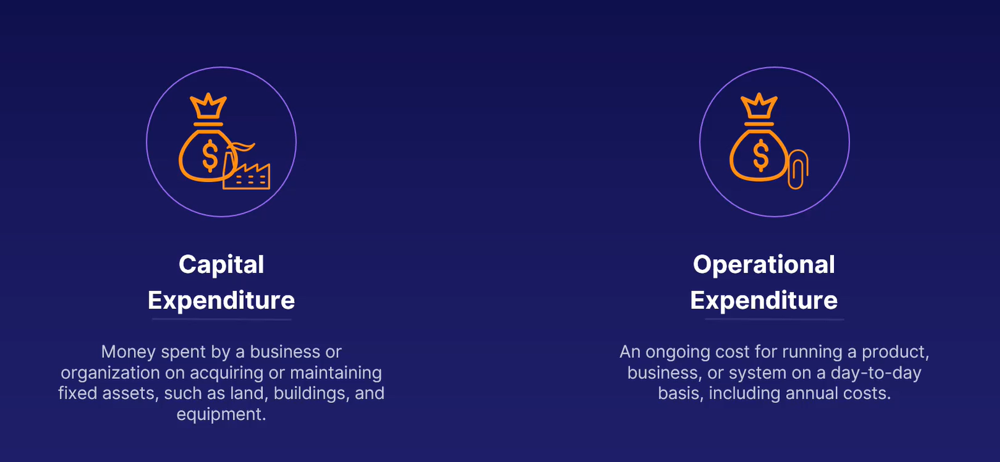 $
$
Capital
Expenditure
Money spent by a business or
organization on acquiring or maintaining
fixed assets, such as land, buildings, and
equipment.
Operational
Expenditure
An ongoing cost for running a product,
business, or system on a day-to-day
basis, including annual costs.